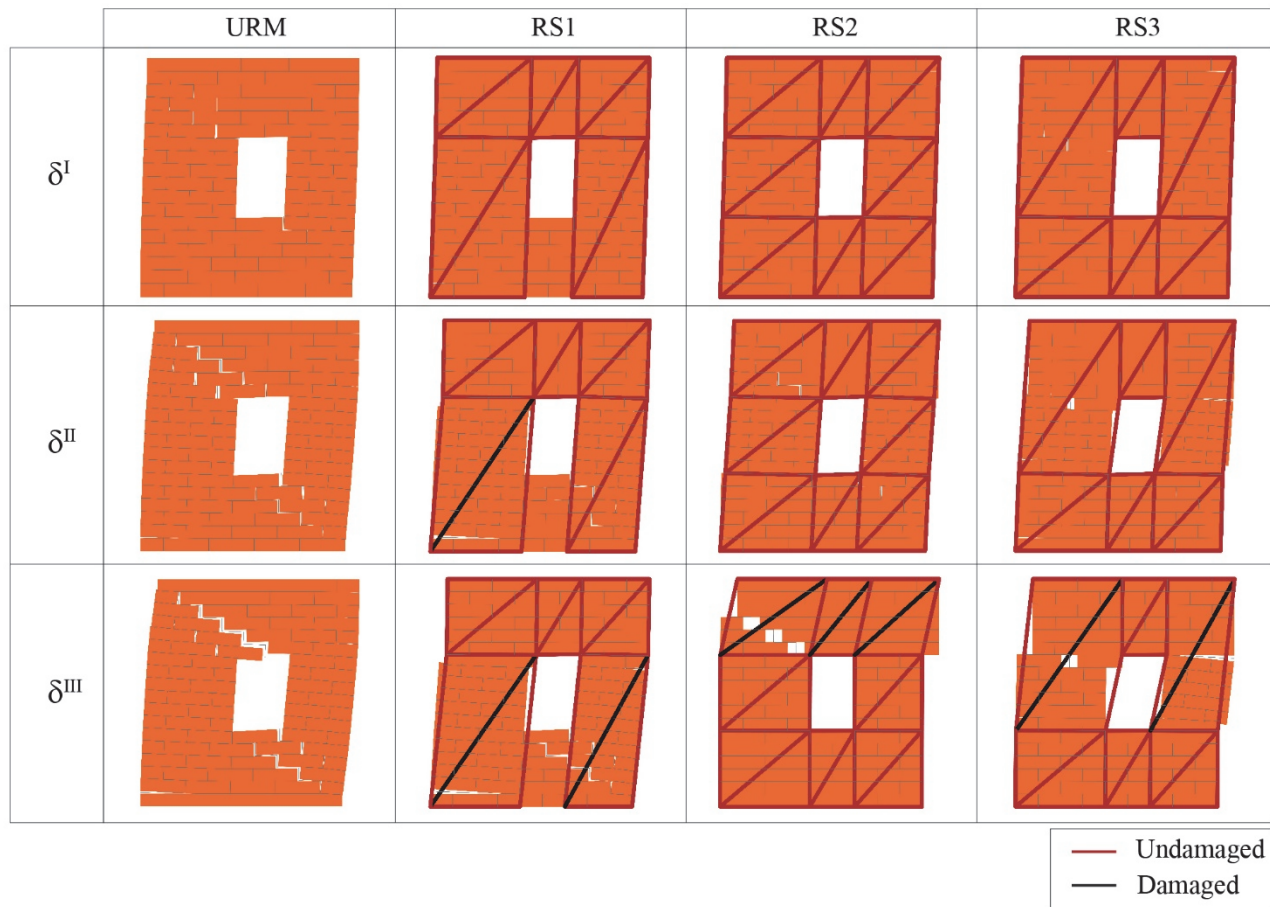 URM RS1 RS2 RS3
δI
δII
δIII
Undamaged
Damaged